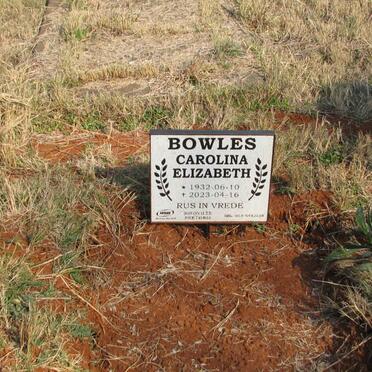 BOWLES
CAROLINA
ELIZABETH
* 1932-06-10
† 2023-04-16
RUS IN VREDE